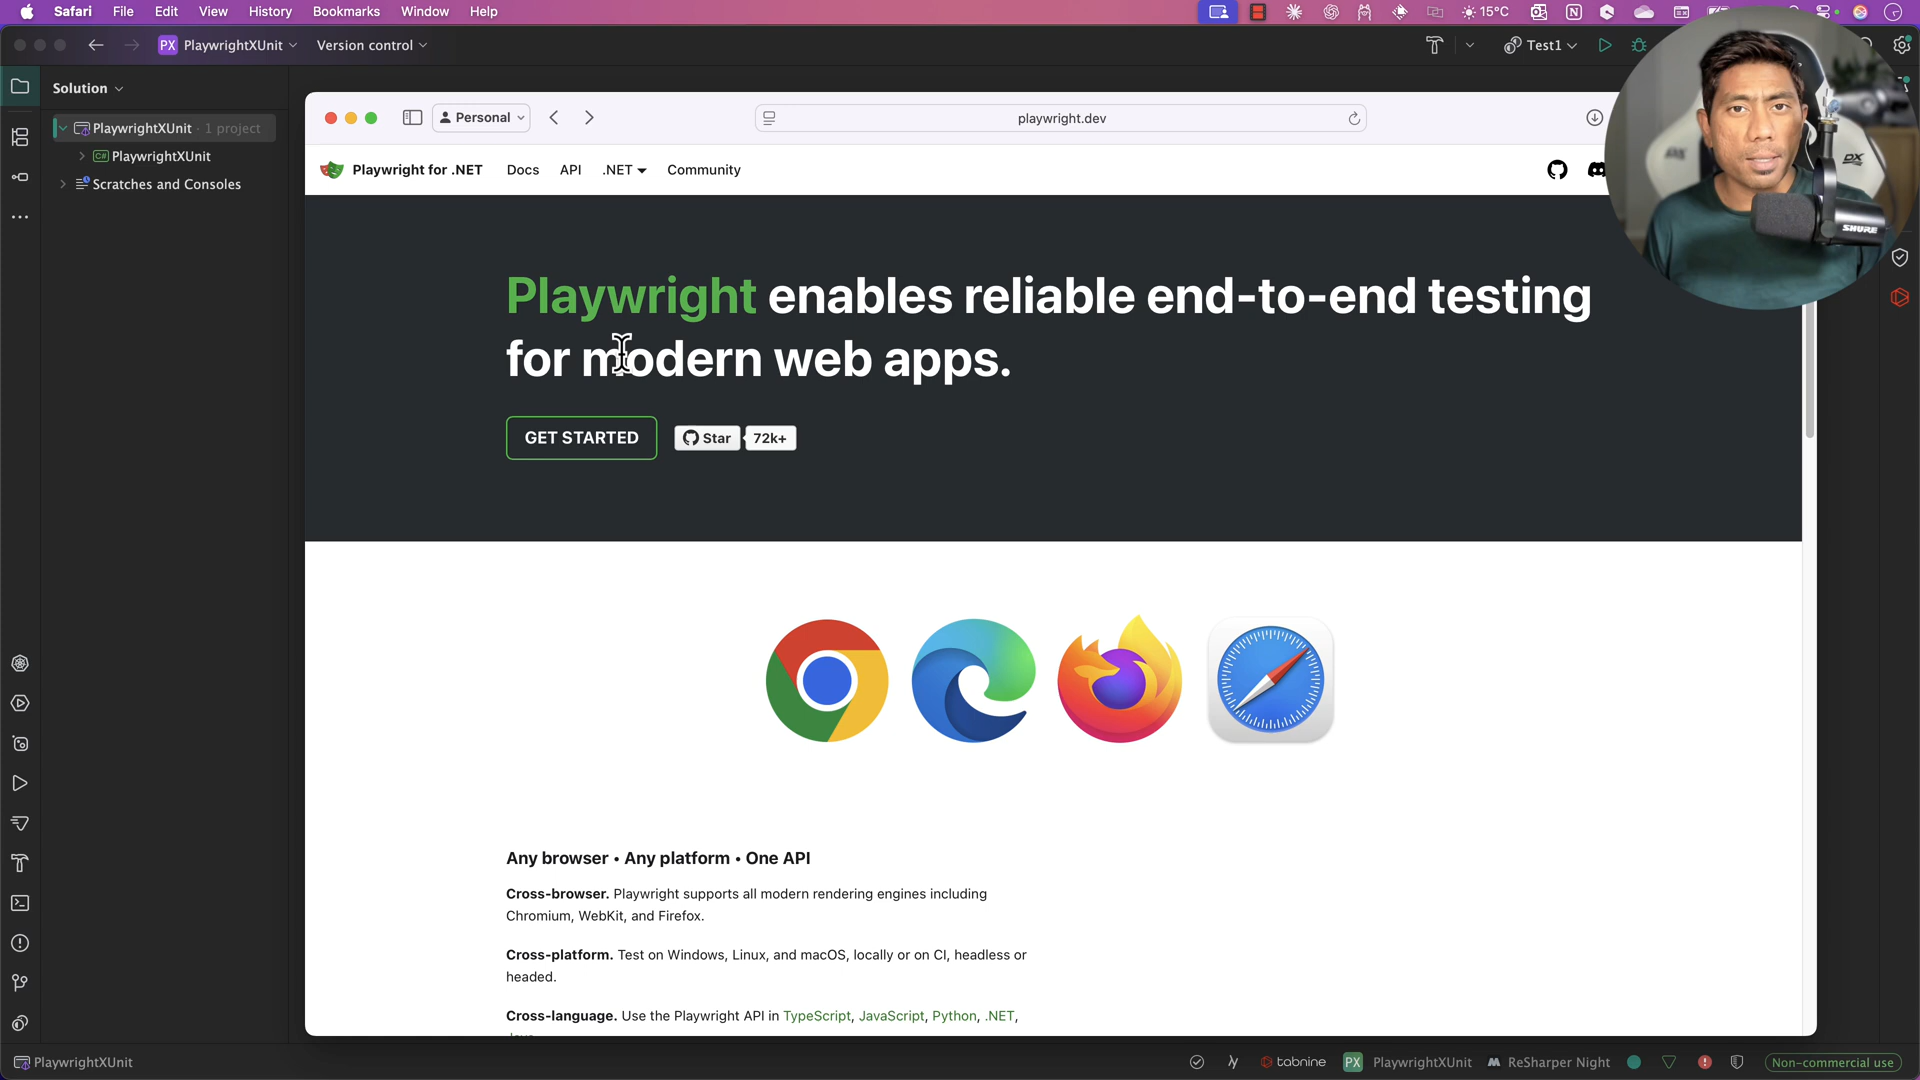 Safari File Edit View History Bookmarks Window Help 15°C
PX PlaywrightXUnit Version control Test1
Solution
PlaywrightXUnit · 1 project
C# PlaywrightXUnit
Scratches and Consoles
Personal playwright.dev
Playwright for .NET Docs API .NET Community
Playwright enables reliable end-to-end testing
for modern web apps.
GET STARTED Star 72k+
Any browser • Any platform • One API
Cross-browser. Playwright supports all modern rendering engines including
Chromium, WebKit, and Firefox.
Cross-platform. Test on Windows, Linux, and macOS, locally or on CI, headless or
headed.
Cross-language. Use the Playwright API in TypeScript, JavaScript, Python, .NET,
SHURE
DX
PlaywrightXUnit tabnine PX PlaywrightXUnit ReSharper Night Non-commercial use